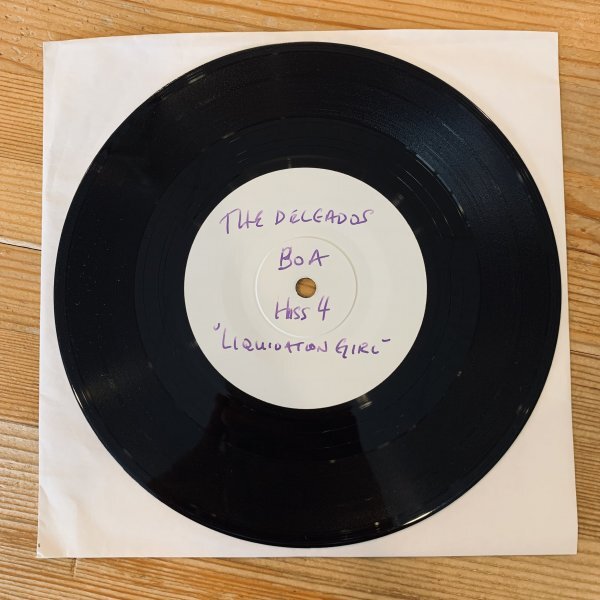 THE DELGADOS
BOA
HISS 4
"LIQUIDATION GIRL"